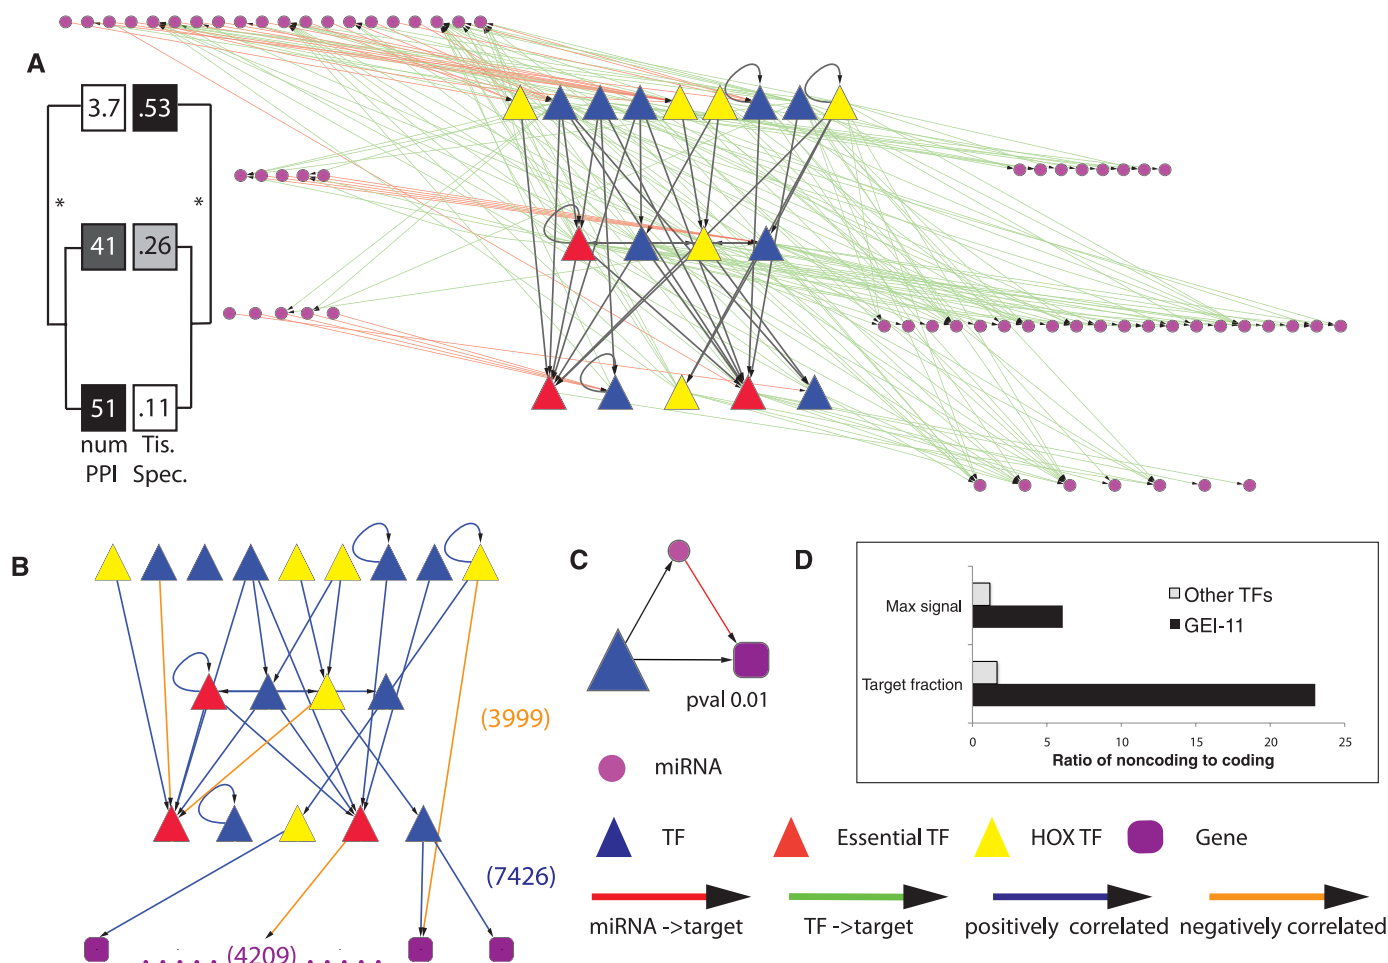 A
3.7 .53
*
*
41 .26
51 .11
num Tis.
PPI Spec.
B
(3999)
(7426)
(4209)
C
pval 0.01
D
Max signal
Other TFs
GEI-11
Target fraction
0 5 10 15 20 25
Ratio of noncoding to coding
miRNA
TF Essential TF HOX TF Gene
miRNA ->target TF ->target positively correlated negatively correlated